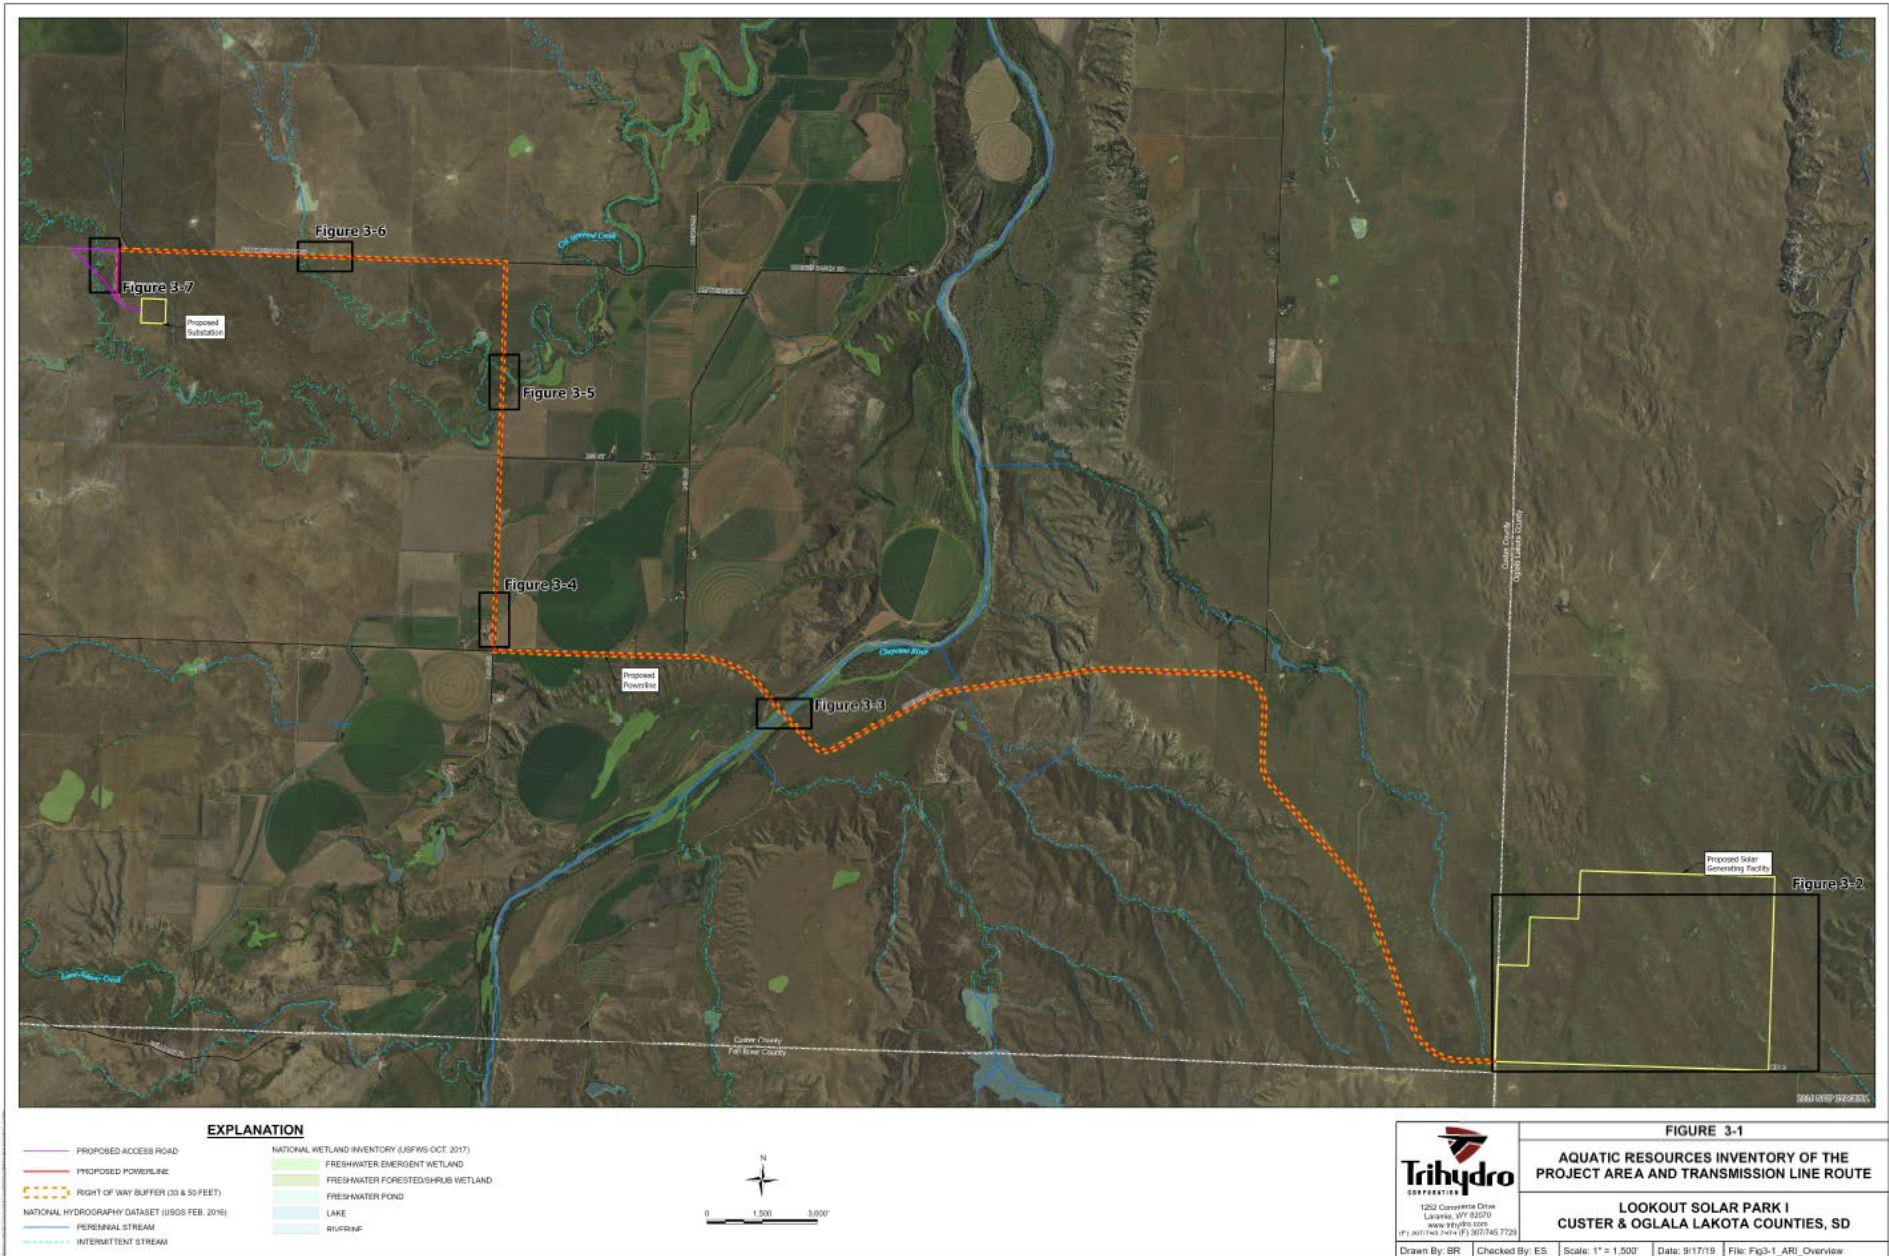 Figure 3-6
Figure 3-7
Proposed
Substation
Figure 3-5
Figure 3-4
Proposed
Powerline
Cheyenne River
Figure 3-3
Custer County
Oglala Lakota County
Proposed Solar
Generating Facility
Figure 3-2
Custer County
Fall River County
EXPLANATION
PROPOSED ACCESS ROAD
PROPOSED POWERLINE
RIGHT OF WAY BUFFER (33 & 50 FEET)
NATIONAL HYDROGRAPHY DATASET (USGS FEB. 2016)
PERENNIAL STREAM
INTERMITTENT STREAM
NATIONAL WETLAND INVENTORY (USFWS OCT. 2017)
FRESHWATER EMERGENT WETLAND
FRESHWATER FORESTED/SHRUB WETLAND
FRESHWATER POND
LAKE
RIVERINE
N
0 1,500 3,000'
Trihydro
CORPORATION
1252 Commerce Drive
Laramie, WY 82070
www.trihydro.com
(F) 307/745.7729
FIGURE 3-1
AQUATIC RESOURCES INVENTORY OF THE
PROJECT AREA AND TRANSMISSION LINE ROUTE
LOOKOUT SOLAR PARK I
CUSTER & OGLALA LAKOTA COUNTIES, SD
Drawn By: BR
Checked By: ES
Scale: 1" = 1,500'
Date: 9/17/19
File: Fig3-1_ARI_Overview